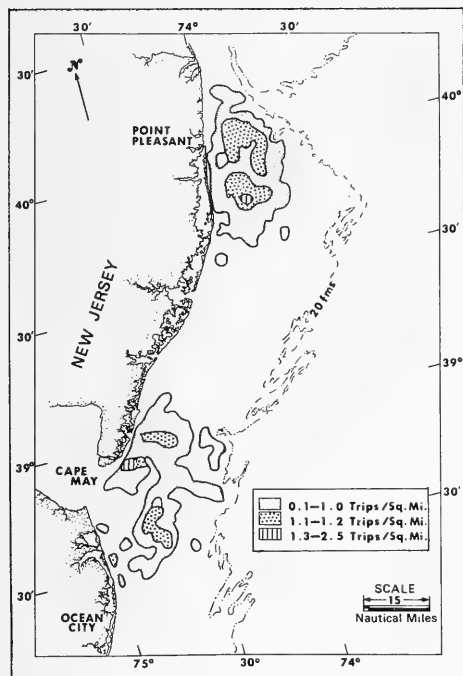 30' 74° 30'
30'
N
40°
POINT
PLEASANT
40°
30'
NEW JERSEY
20 fms
30'
39°
39°
CAPE
MAY
30'
0.1–1.0 Trips/Sq.Mi.
1.1–1.2 Trips/Sq.Mi.
1.3–2.5 Trips/Sq.Mi.
30'
OCEAN
CITY
SCALE
15
Nautical Miles
75° 30' 74°